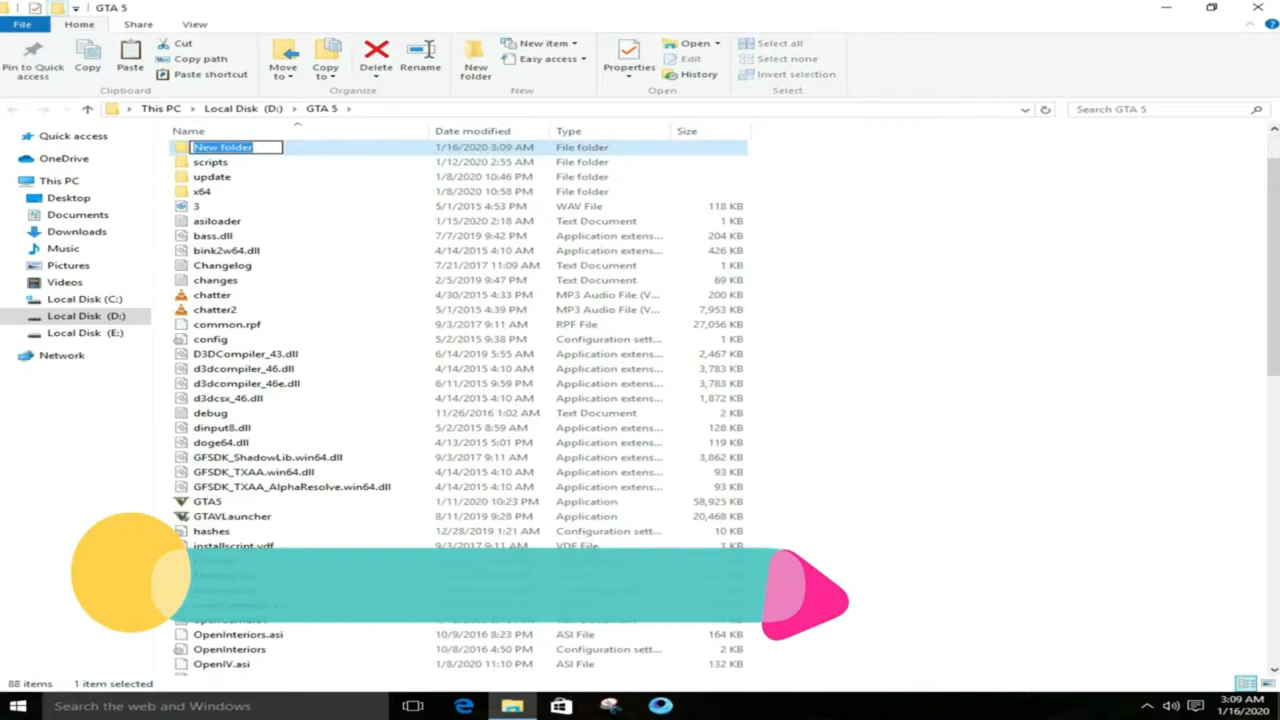 GTA 5
File Home Share View
Pin to Quick access
Copy
Paste
Cut
Copy path
Paste shortcut
Clipboard
Move to
Copy to
Delete
Rename
Organize
New folder
New item
Easy access
New
Properties
Open
Edit
History
Open
Select all
Select none
Invert selection
Select
This PC > Local Disk (D:) > GTA 5 >
Search GTA 5
Quick access
OneDrive
This PC
Desktop
Documents
Downloads
Music
Pictures
Videos
Local Disk (C:)
Local Disk (D:)
Local Disk (E:)
Network
Name Date modified Type Size
New folder 1/16/2020 3:09 AM File folder
scripts 1/12/2020 2:55 AM File folder
update 1/8/2020 10:46 PM File folder
x64 1/8/2020 10:58 PM File folder
3 5/1/2015 4:53 PM WAV File 118 KB
asiloader 1/15/2020 2:18 AM Text Document 1 KB
bass.dll 7/7/2019 9:42 PM Application extens... 204 KB
bink2w64.dll 4/14/2015 4:10 AM Application extens... 426 KB
Changelog 7/21/2017 11:09 AM Text Document 1 KB
changes 2/5/2019 9:47 PM Text Document 69 KB
chatter 4/30/2015 4:33 PM MP3 Audio File (V... 200 KB
chatter2 5/1/2015 4:39 PM MP3 Audio File (V... 7,953 KB
common.rpf 9/3/2017 9:11 AM RPF File 27,056 KB
config 5/2/2015 9:38 PM Configuration sett... 1 KB
D3DCompiler_43.dll 6/14/2019 5:55 AM Application extens... 2,467 KB
d3dcompiler_46.dll 4/14/2015 4:10 AM Application extens... 3,783 KB
d3dcompiler_46e.dll 6/11/2015 9:59 PM Application extens... 3,783 KB
d3dcsx_46.dll 4/14/2015 4:10 AM Application extens... 1,872 KB
debug 11/26/2016 1:02 AM Text Document 2 KB
dinput8.dll 5/2/2015 8:59 AM Application extens... 128 KB
doge64.dll 4/13/2015 5:01 PM Application extens... 119 KB
GFSDK_ShadowLib.win64.dll 9/3/2017 9:11 AM Application extens... 3,862 KB
GFSDK_TXAA.win64.dll 4/14/2015 4:10 AM Application extens... 93 KB
GFSDK_TXAA_AlphaResolve.win64.dll 4/14/2015 4:10 AM Application extens... 93 KB
GTA5 1/11/2020 10:23 PM Application 58,925 KB
GTAVLauncher 8/11/2019 9:28 PM Application 20,468 KB
hashes 12/28/2019 1:21 AM Configuration sett... 10 KB
installscript.vdf 9/3/2017 9:11 AM VDF File 1 KB
OpenInteriors.asi 10/9/2016 8:23 PM ASI File 164 KB
OpenInteriors 10/8/2016 4:50 PM Configuration sett... 2 KB
OpenIV.asi 1/8/2020 11:10 PM ASI File 132 KB
88 items 1 item selected
Search the web and Windows
3:09 AM
1/16/2020